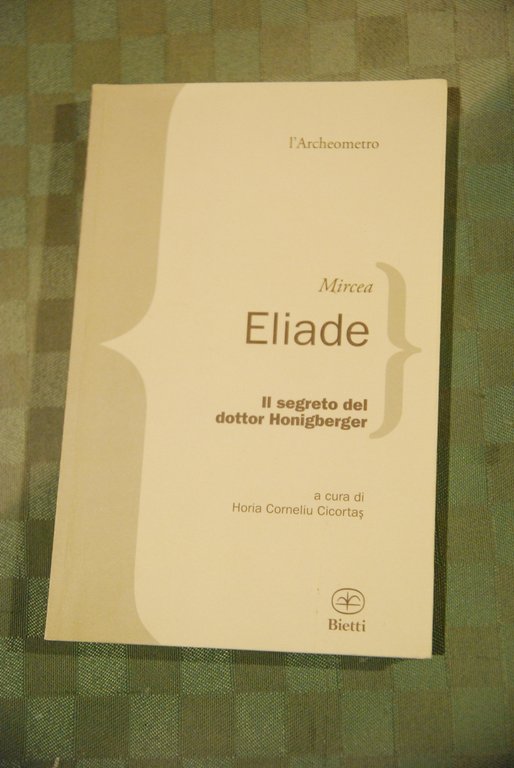 l'Archeometro
Mircea
Eliade
Il segreto del
dottor Honigberger
a cura di
Horia Corneliu Cicortaş
Bietti